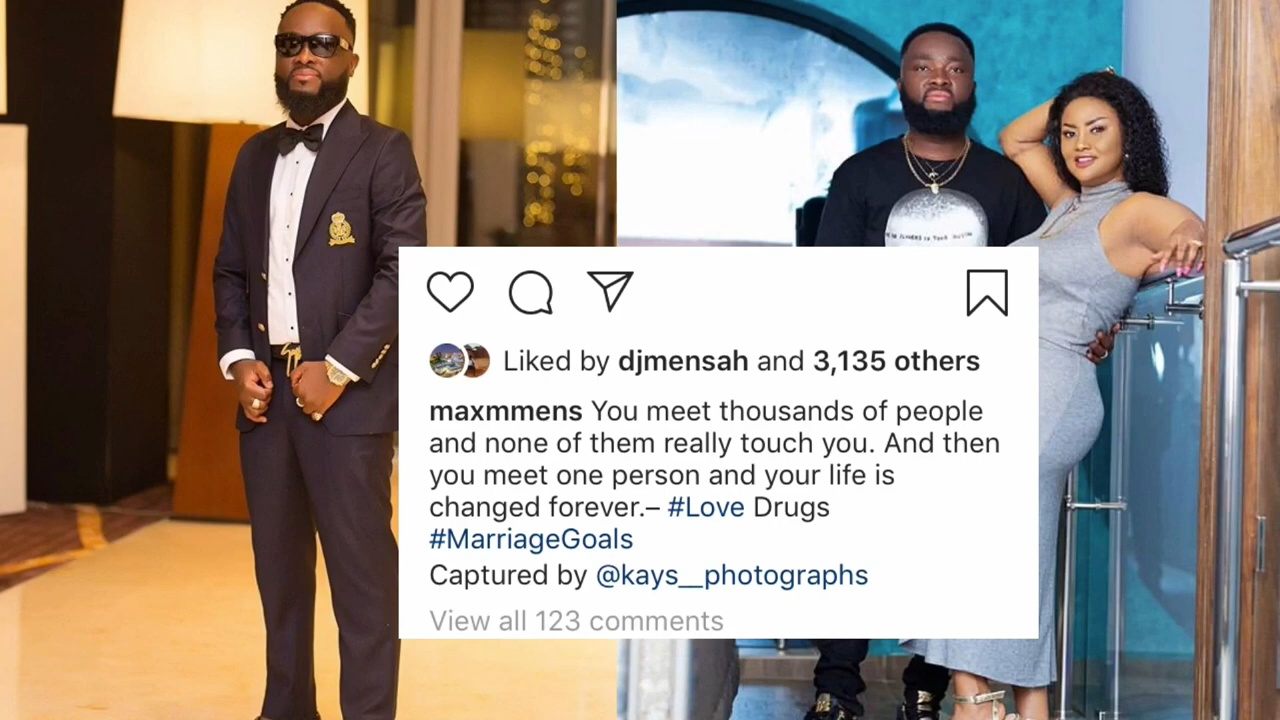 Liked by djmensah and 3,135 others
maxmmens You meet thousands of people
and none of them really touch you. And then
you meet one person and your life is
changed forever.– #Love Drugs
#MarriageGoals
Captured by @kays__photographs
View all 123 comments